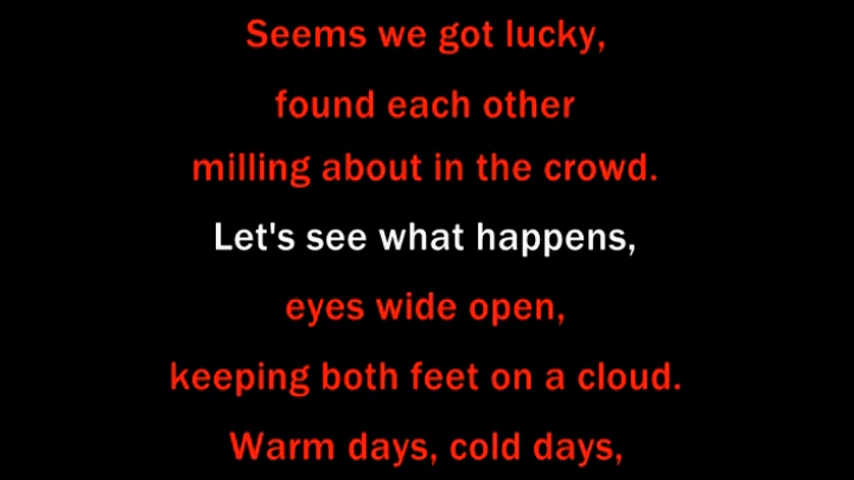 Seems we got lucky,
found each other
milling about in the crowd.
Let's see what happens,
eyes wide open,
keeping both feet on a cloud.
Warm days, cold days,